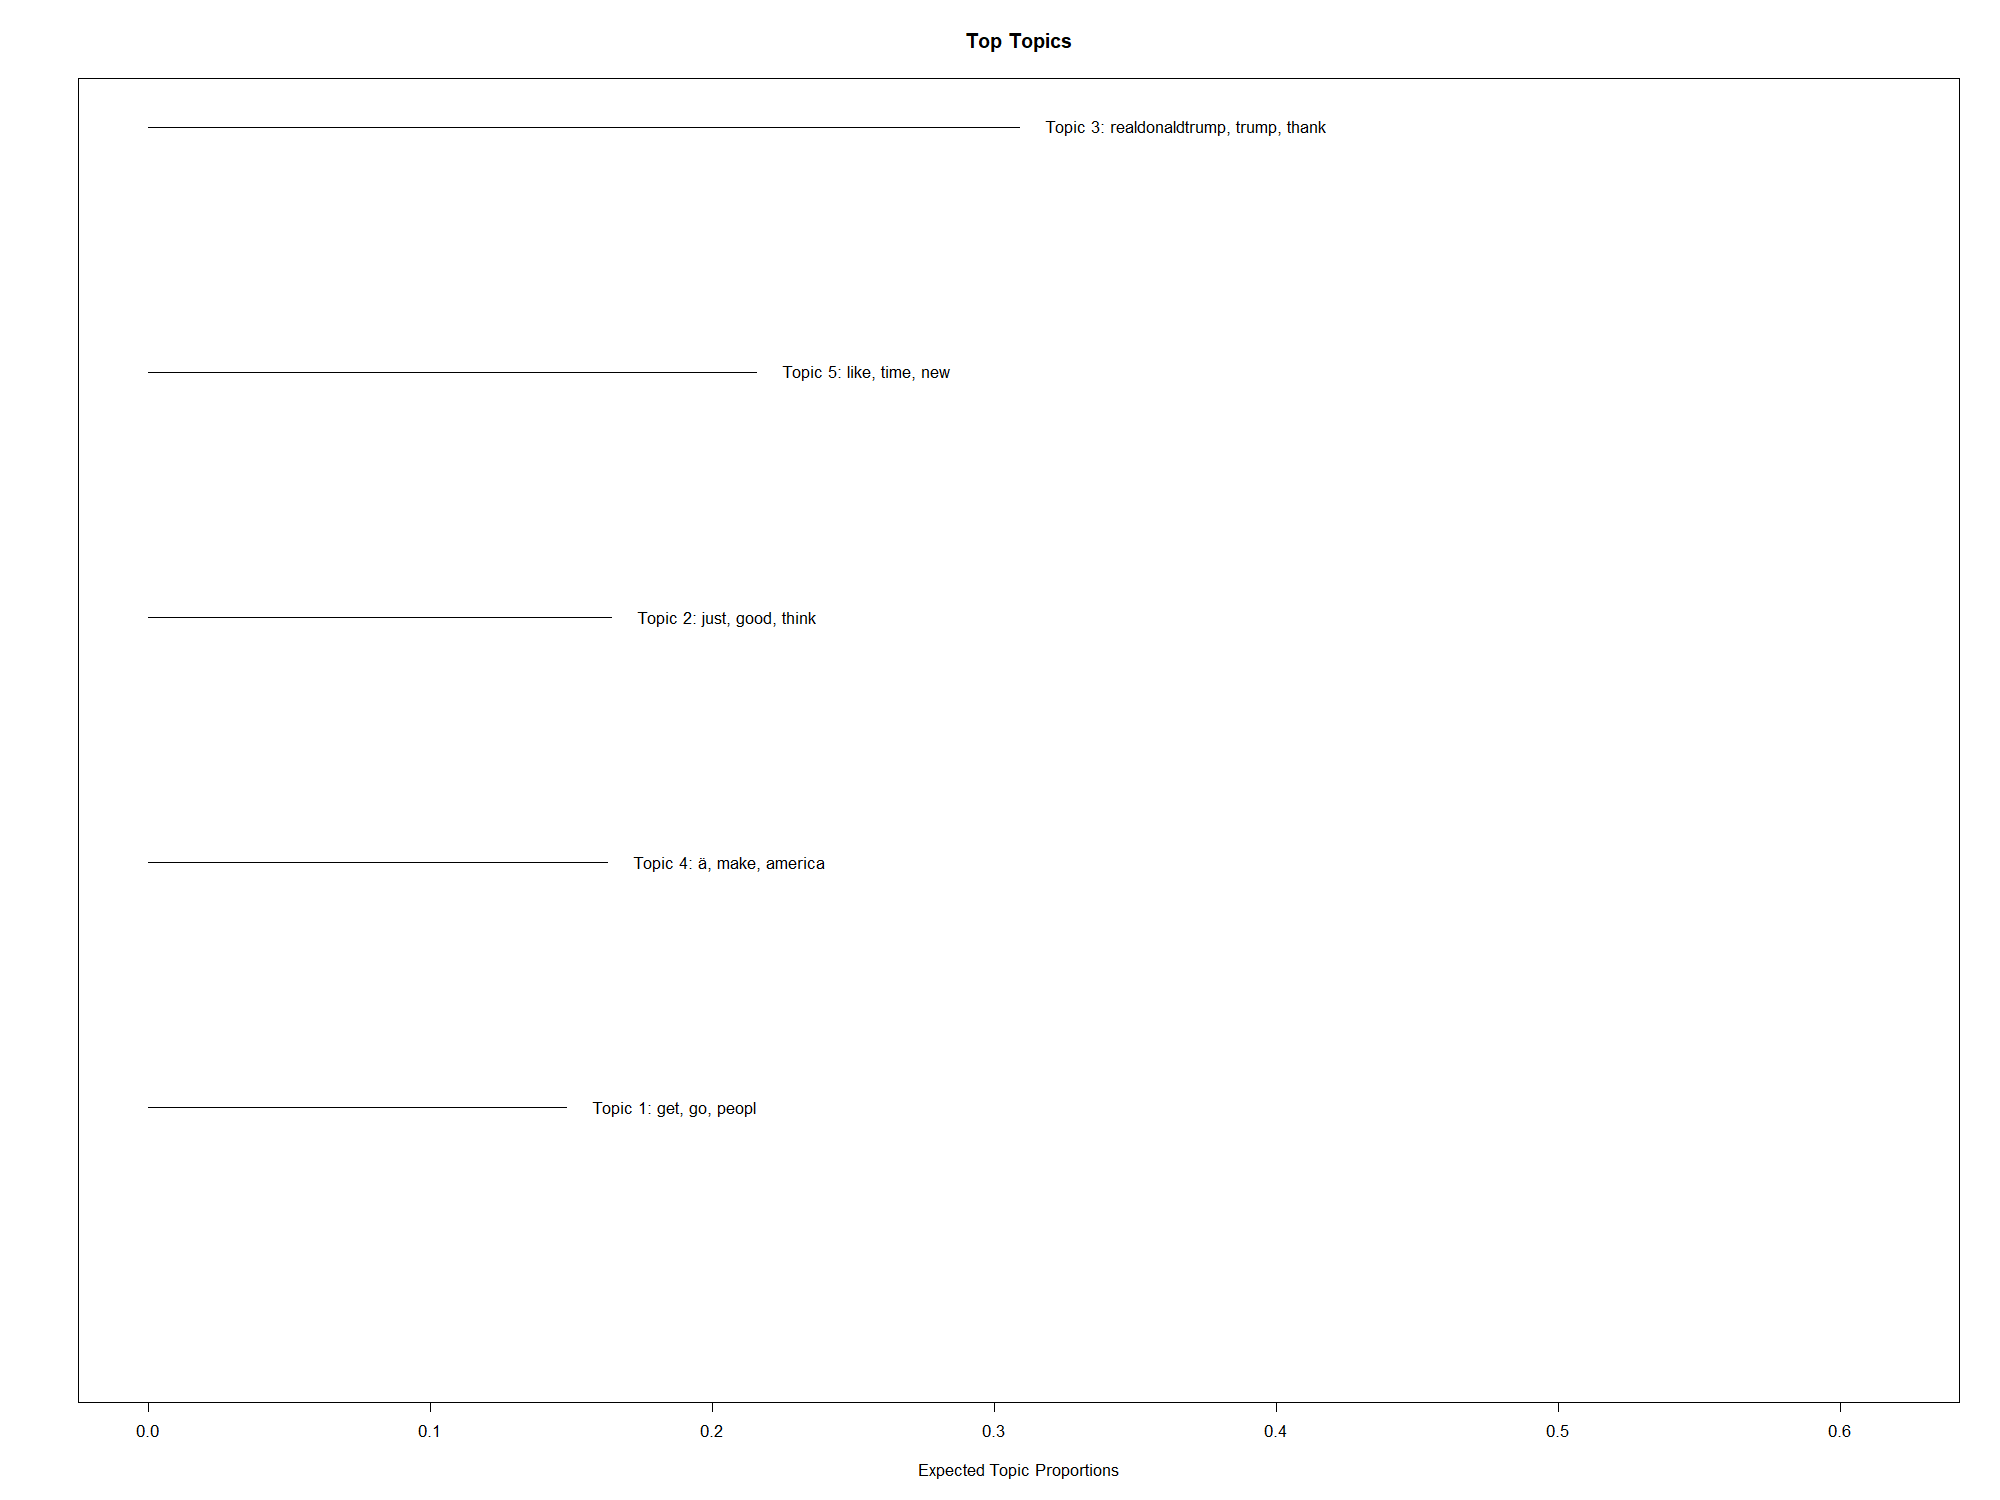 Top Topics
Topic 3: realdonaldtrump, trump, thank
Topic 5: like, time, new
Topic 2: just, good, think
Topic 4: ä, make, america
Topic 1: get, go, peopl
0.0 0.1 0.2 0.3 0.4 0.5 0.6
Expected Topic Proportions